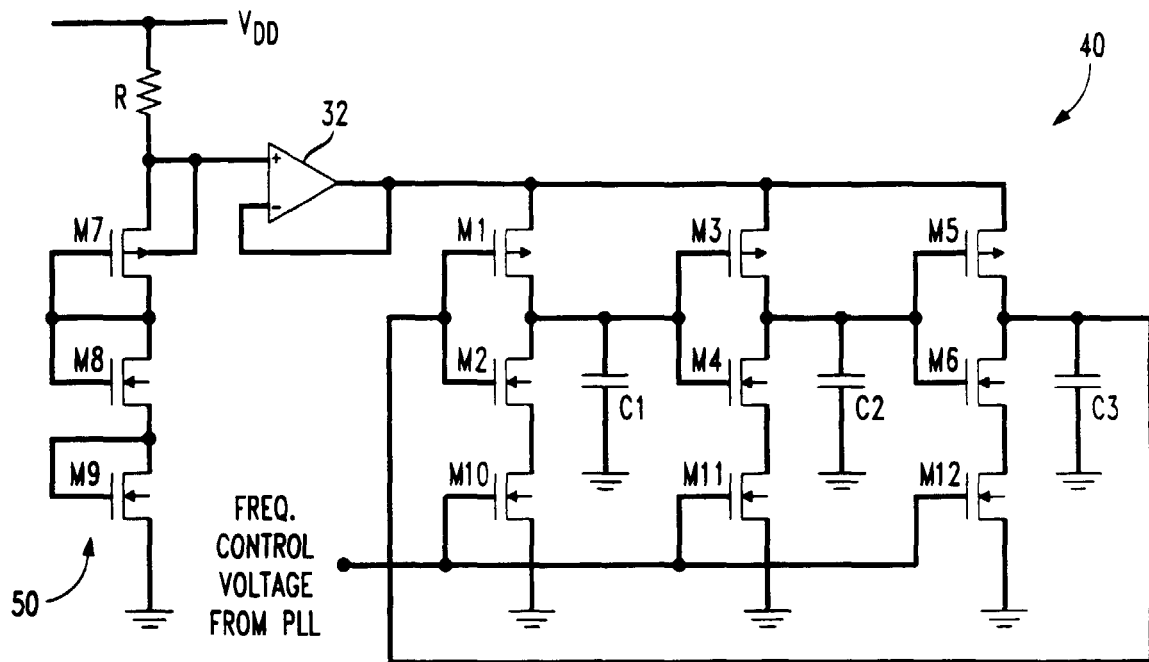 VDD
40
R
32
+
-
M7
M1
M3
M5
M8
M2
M4
M6
C1
C2
C3
M9
M10
M11
M12
FREQ.
CONTROL
VOLTAGE
FROM PLL
50